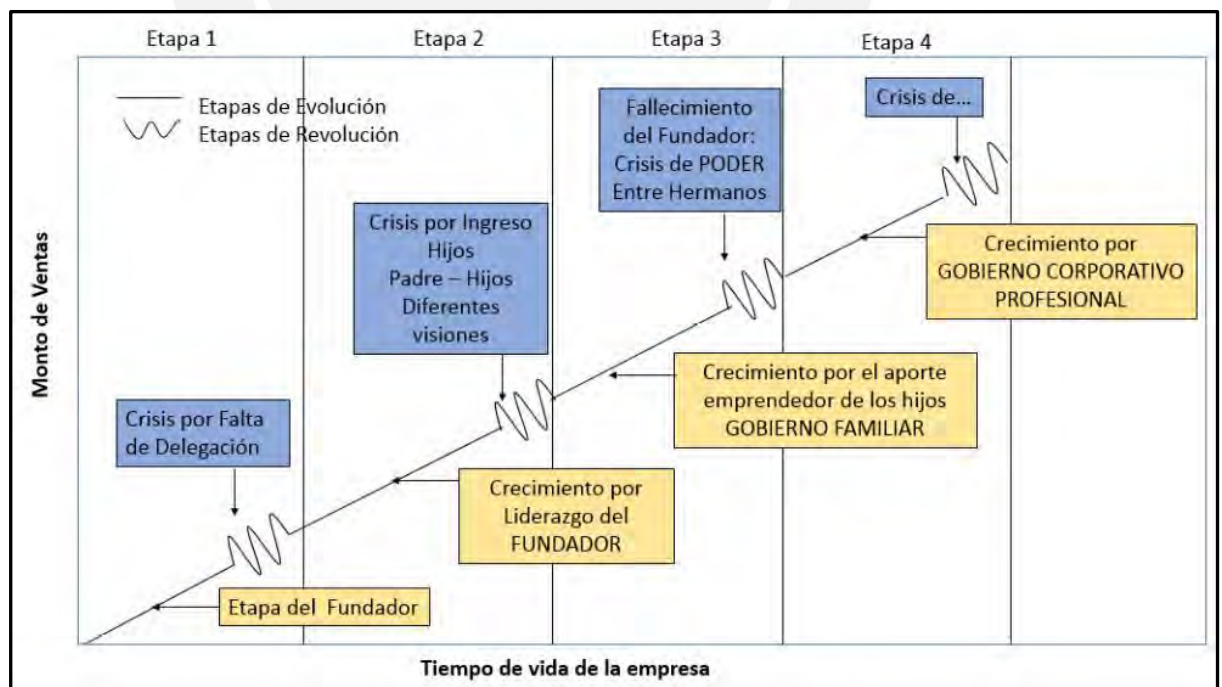 Etapa 1
Etapa 2
Etapa 3
Etapa 4
Etapas de Evolución
Etapas de Revolución
Crisis por Falta
de Delegación
Crisis por Ingreso
Hijos
Padre – Hijos
Diferentes
visiones
Fallecimiento
del Fundador:
Crisis de PODER
Entre Hermanos
Crisis de...
Etapa del Fundador
Crecimiento por
Liderazgo del
FUNDADOR
Crecimiento por el aporte
emprendedor de los hijos
GOBIERNO FAMILIAR
Crecimiento por
GOBIERNO CORPORATIVO
PROFESIONAL
Monto de Ventas
Tiempo de vida de la empresa